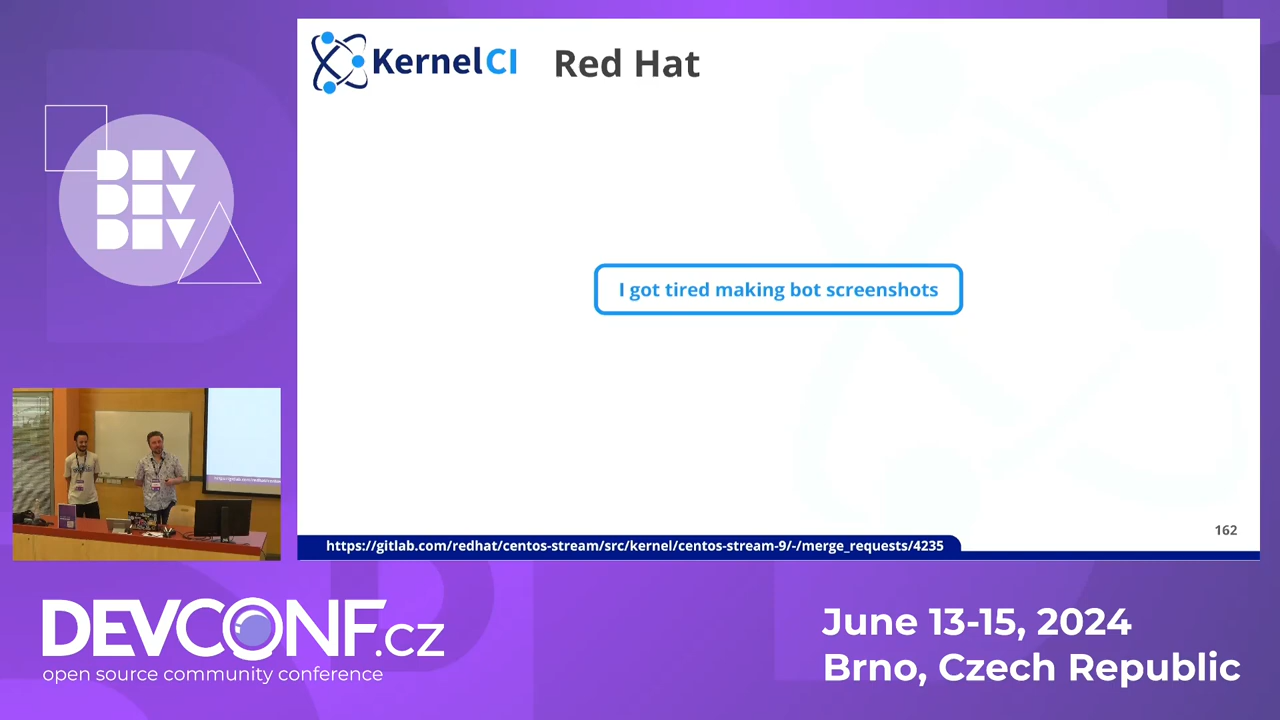 KernelCI
Red Hat
DEV
DEV
DEV
I got tired making bot screenshots
162
https://gitlab.com/redhat/centos-stream/src/kernel/centos-stream-9/-/merge_requests/4235
DEVCONF.cz
open source community conference
June 13-15, 2024
Brno, Czech Republic